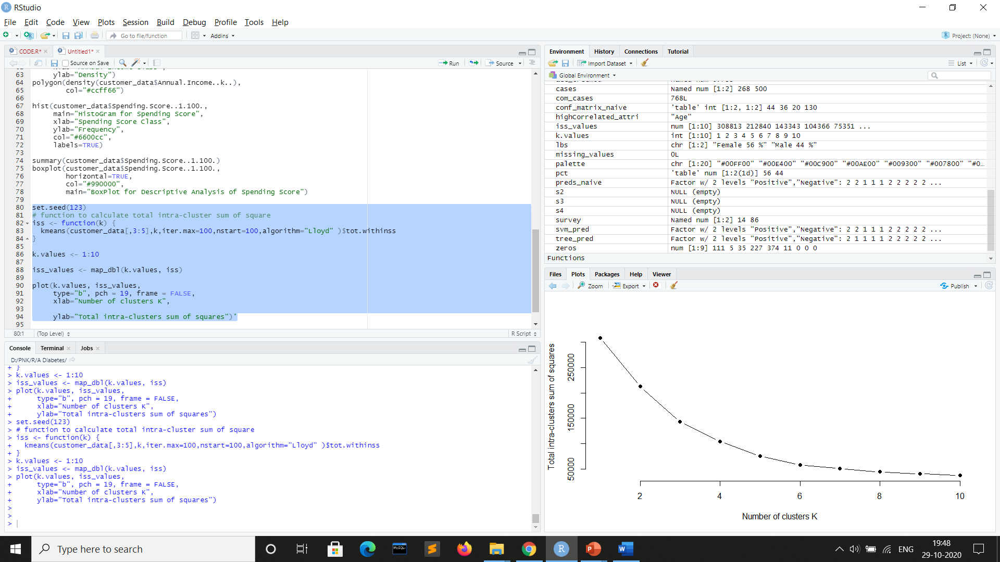 RStudio
File Edit Code View Plots Session Build Debug Profile Tools Help
Go to file/function Addins Project: (None)
CODE.R* Untitled1*
Source on Save Run Source
63 ylab="Density")
64 polygon(density(customer_data$Annual.Income..k..),
65 col="#ccff66")
66
67 hist(customer_data$Spending.Score..1.100.,
68 main="HistoGram for Spending Score",
69 xlab="Spending Score Class",
70 ylab="Frequency",
71 col="#6600cc",
72 labels=TRUE)
73
74 summary(customer_data$Spending.Score..1.100.)
75 boxplot(customer_data$Spending.Score..1.100.,
76 horizontal=TRUE,
77 col="#990000",
78 main="BoxPlot for Descriptive Analysis of Spending Score")
79
80 set.seed(123)
81 # function to calculate total intra-cluster sum of square
82 iss <- function(k) {
83 kmeans(customer_data[,3:5],k,iter.max=100,nstart=100,algorithm="Lloyd" )$tot.withinss
84 }
85
86 k.values <- 1:10
87
88 iss_values <- map_dbl(k.values, iss)
89
90 plot(k.values, iss_values,
91 type="b", pch = 19, frame = FALSE,
92 xlab="Number of clusters K",
93
94 ylab="Total intra-clusters sum of squares")'
95
80:1 (Top Level) R Script
Console Terminal Jobs
D:/PNK/R/A Diabetes/
+ }
> k.values <- 1:10
> iss_values <- map_dbl(k.values, iss)
> plot(k.values, iss_values,
+ type="b", pch = 19, frame = FALSE,
+ xlab="Number of clusters K",
+ ylab="Total intra-clusters sum of squares")
> set.seed(123)
> # function to calculate total intra-cluster sum of square
> iss <- function(k) {
+ kmeans(customer_data[,3:5],k,iter.max=100,nstart=100,algorithm="Lloyd" )$tot.withinss
+ }
> k.values <- 1:10
> iss_values <- map_dbl(k.values, iss)
> plot(k.values, iss_values,
+ type="b", pch = 19, frame = FALSE,
+ xlab="Number of clusters K",
+ ylab="Total intra-clusters sum of squares")
>
>
>
Environment History Connections Tutorial
Import Dataset List
Global Environment
cases Named num [1:2] 268 500
com_cases 768L
conf_matrix_naive 'table' int [1:2, 1:2] 44 36 20 130
highCorrelated_attri "Age"
iss_values num [1:10] 308813 212840 143343 104366 75351 ...
k.values int [1:10] 1 2 3 4 5 6 7 8 9 10
lbs chr [1:2] "Female 56 %" "Male 44 %"
missing_values 0L
palette chr [1:20] "#00FF00" "#00E400" "#00C900" "#00AE00" "#009300" "#007800" "#0…
pct 'table' num [1:2(1d)] 56 44
preds_naive Factor w/ 2 levels "Positive","Negative": 2 2 1 1 1 2 2 2 2 2 ...
s2 NULL (empty)
s3 NULL (empty)
s4 NULL (empty)
survey Named num [1:2] 14 86
svm_pred Factor w/ 2 levels "Positive","Negative": 2 2 1 1 1 2 2 2 2 2 ...
tree_pred Factor w/ 2 levels "Positive","Negative": 2 1 1 1 1 2 2 2 2 2 ...
zeros num [1:9] 111 5 35 227 374 11 0 0 0
Functions
Files Plots Packages Help Viewer
Zoom Export Publish
Total intra-clusters sum of squares
250000
150000
50000
2 4 6 8 10
Number of clusters K
Type here to search
MySQL
ENG
19:48
29-10-2020